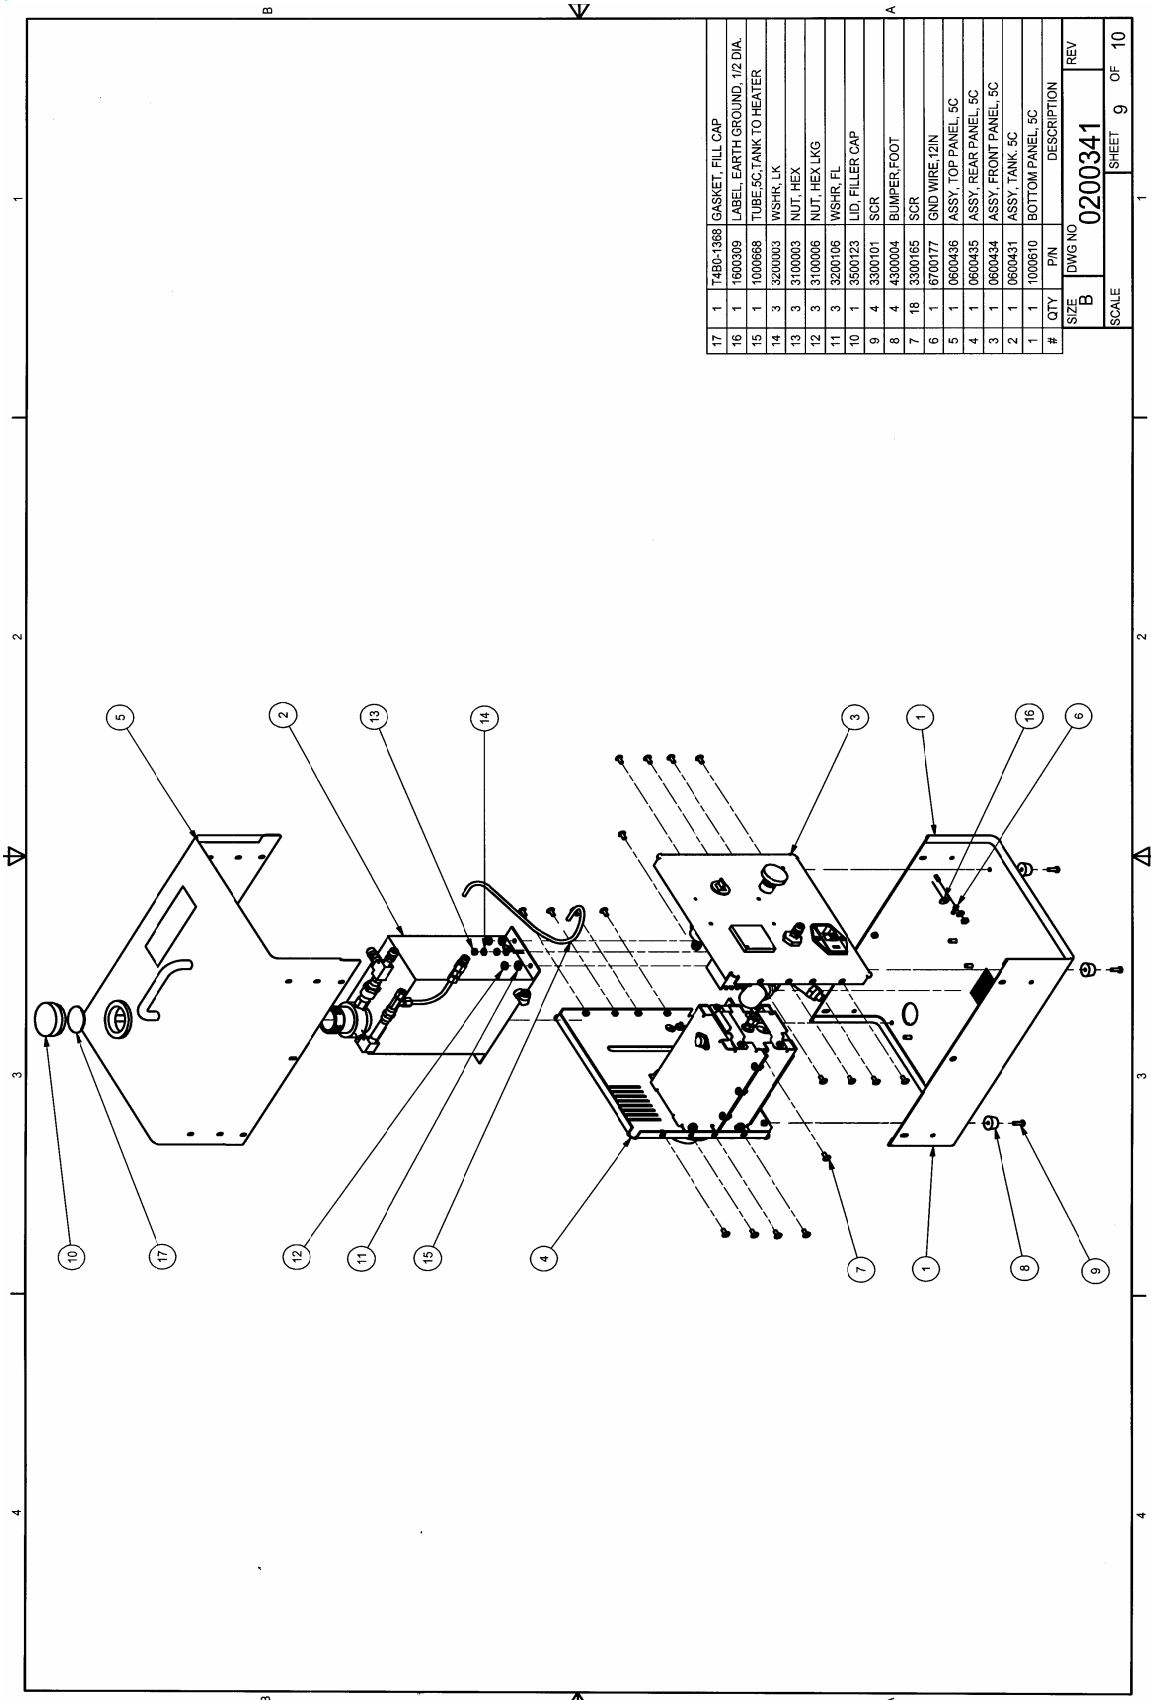 4
3
2
1
B
A
5
2
13
14
3
1
16
6
10
17
12
11
15
4
7
1
8
9
17 1 T4B0-1368 GASKET, FILL CAP
16 1 1600309 LABEL, EARTH GROUND, 1/2 DIA.
15 1 1000668 TUBE,5C,TANK TO HEATER
14 3 3200003 WSHR, LK
13 3 3100003 NUT, HEX
12 3 3100006 NUT, HEX LKG
11 3 3200106 WSHR, FL
10 1 3500123 LID, FILLER CAP
9 4 3300101 SCR
8 4 4300004 BUMPER,FOOT
7 18 3300165 SCR
6 1 6700177 GND WIRE,12IN
5 1 0600436 ASSY, TOP PANEL, 5C
4 1 0600435 ASSY, REAR PANEL, 5C
3 1 0600434 ASSY, FRONT PANEL, 5C
2 1 0600431 ASSY, TANK. 5C
1 1 1000610 BOTTOM PANEL, 5C
# QTY P/N DESCRIPTION
SIZE DWG NO REV
B 0200341
SCALE SHEET 9 OF 10
4
3
2
1